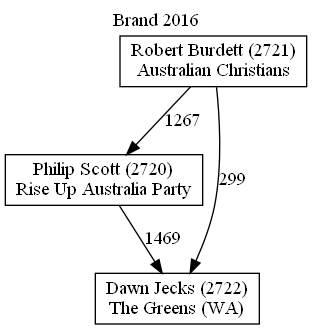 Brand 2016
Robert Burdett (2721)
Australian Christians
1267
Philip Scott (2720)
Rise Up Australia Party
299
1469
Dawn Jecks (2722)
The Greens (WA)